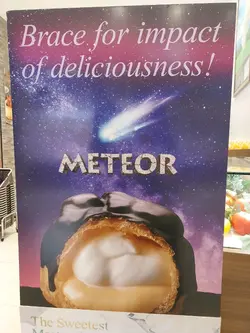 Brace for impact
of deliciousness!
METEOR
The Sweetest